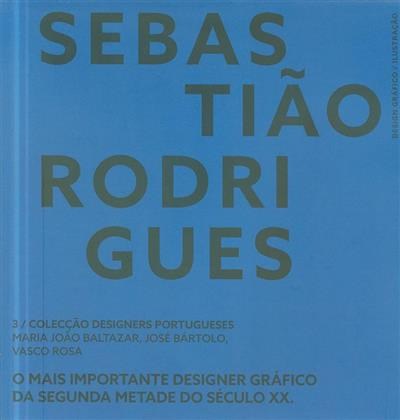 SEBAS
TIÃO
RODRI
GUES
DESIGN GRÁFICO / ILUSTRAÇÃO
3 / COLECÇÃO DESIGNERS PORTUGUESES
MARIA JOÃO BALTAZAR, JOSÉ BÁRTOLO,
VASCO ROSA
O MAIS IMPORTANTE DESIGNER GRÁFICO
DA SEGUNDA METADE DO SÉCULO XX.